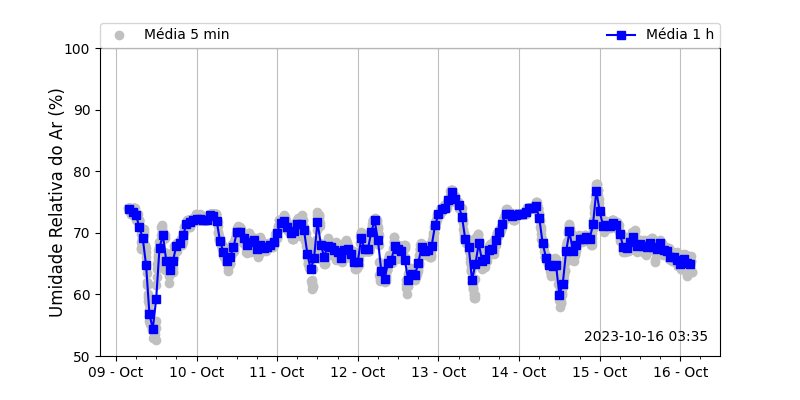 Média 5 min
Média 1 h
100
90
80
70
60
50
Umidade Relativa do Ar (%)
2023-10-16 03:35
09 - Oct
10 - Oct
11 - Oct
12 - Oct
13 - Oct
14 - Oct
15 - Oct
16 - Oct